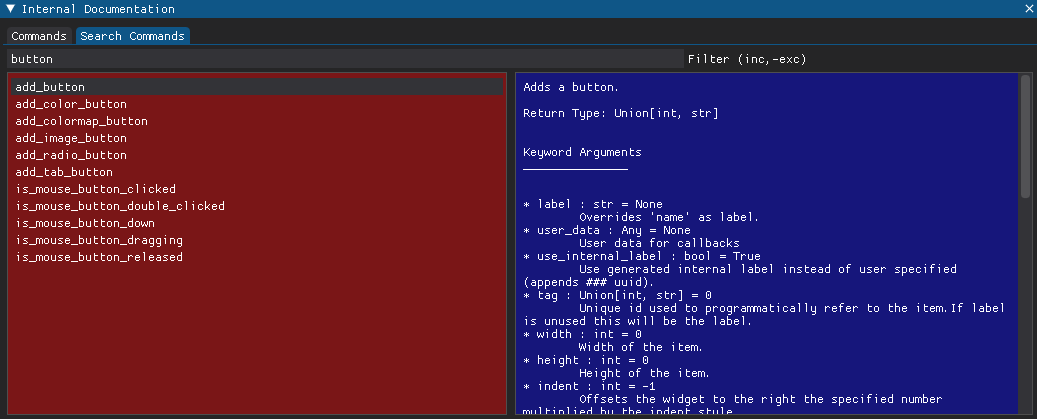 Internal Documentation
Commands
Search Commands
button
Filter (inc,-exc)
add_button
add_color_button
add_colormap_button
add_image_button
add_radio_button
add_tab_button
is_mouse_button_clicked
is_mouse_button_double_clicked
is_mouse_button_down
is_mouse_button_dragging
is_mouse_button_released
Adds a button.
Return Type: Union[int, str]
Keyword Arguments
* label : str = None
Overrides 'name' as label.
* user_data : Any = None
User data for callbacks
* use_internal_label : bool = True
Use generated internal label instead of user specified
(appends ### uuid).
* tag : Union[int, str] = 0
Unique id used to programmatically refer to the item.If label
is unused this will be the label.
* width : int = 0
Width of the item.
* height : int = 0
Height of the item.
* indent : int = -1
Offsets the widget to the right the specified number
multiplied by the indent style.